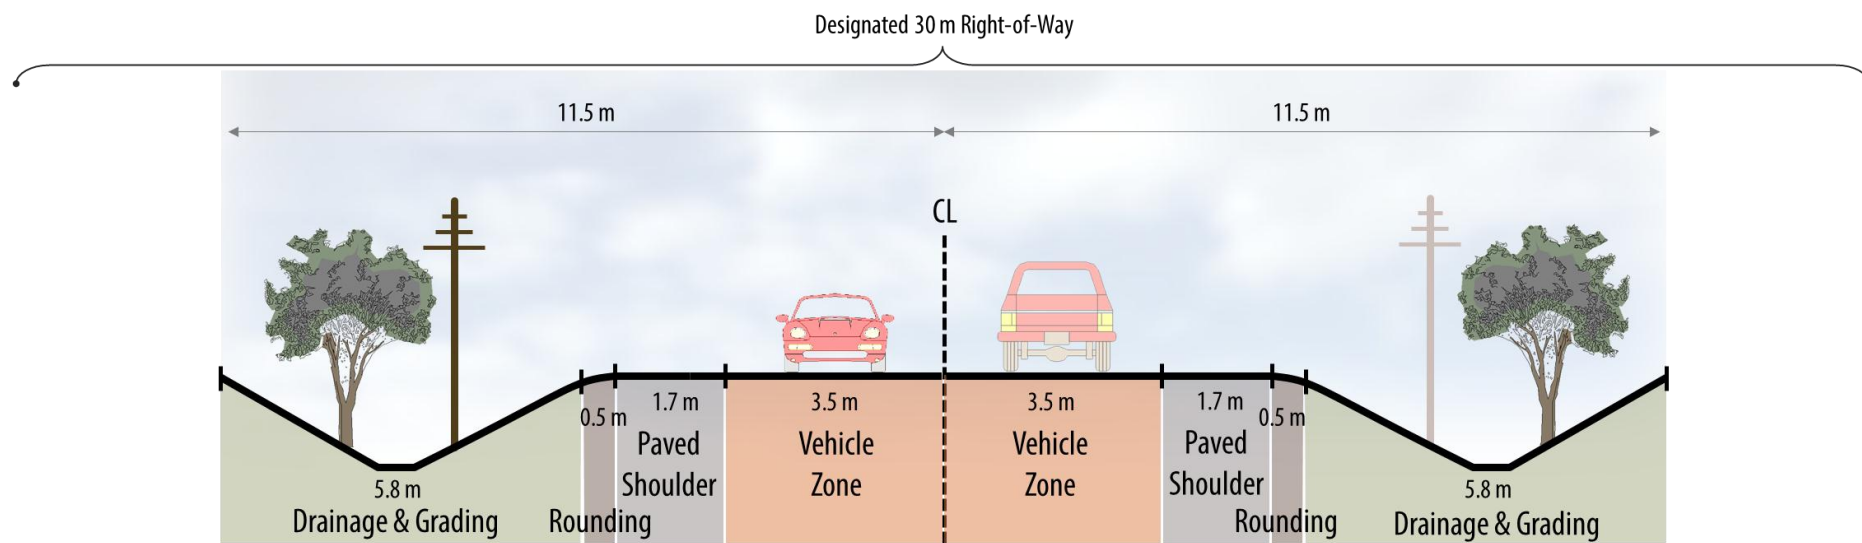 Designated 30 m Right-of-Way
11.5 m
11.5 m
CL
0.5 m
1.7 m
Paved
Shoulder
3.5 m
Vehicle
Zone
3.5 m
Vehicle
Zone
1.7 m
Paved
Shoulder
0.5 m
5.8 m
Drainage & Grading
Rounding
Rounding
5.8 m
Drainage & Grading